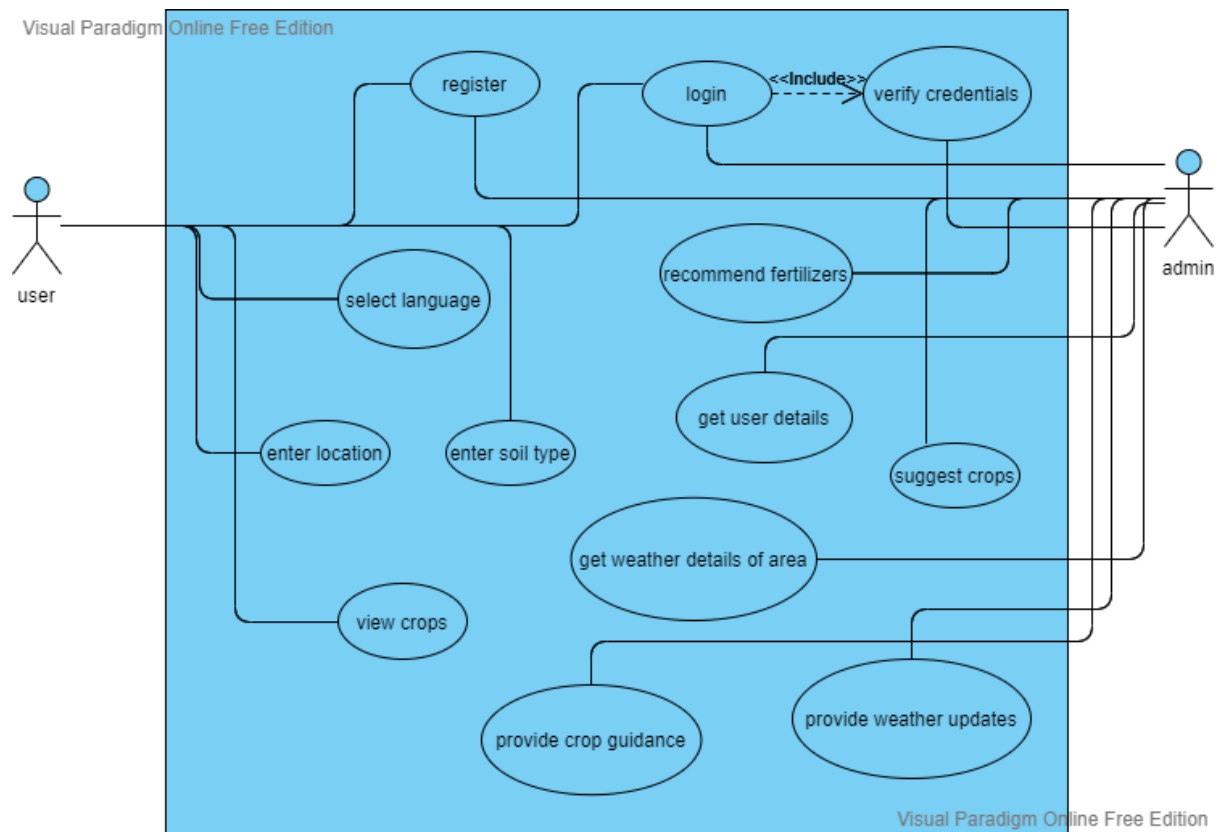 Visual Paradigm Online Free Edition
register
login
<<Include>>
verify credentials
user
admin
select language
recommend fertilizers
get user details
enter location
enter soil type
suggest crops
get weather details of area
view crops
provide crop guidance
provide weather updates
Visual Paradigm Online Free Edition